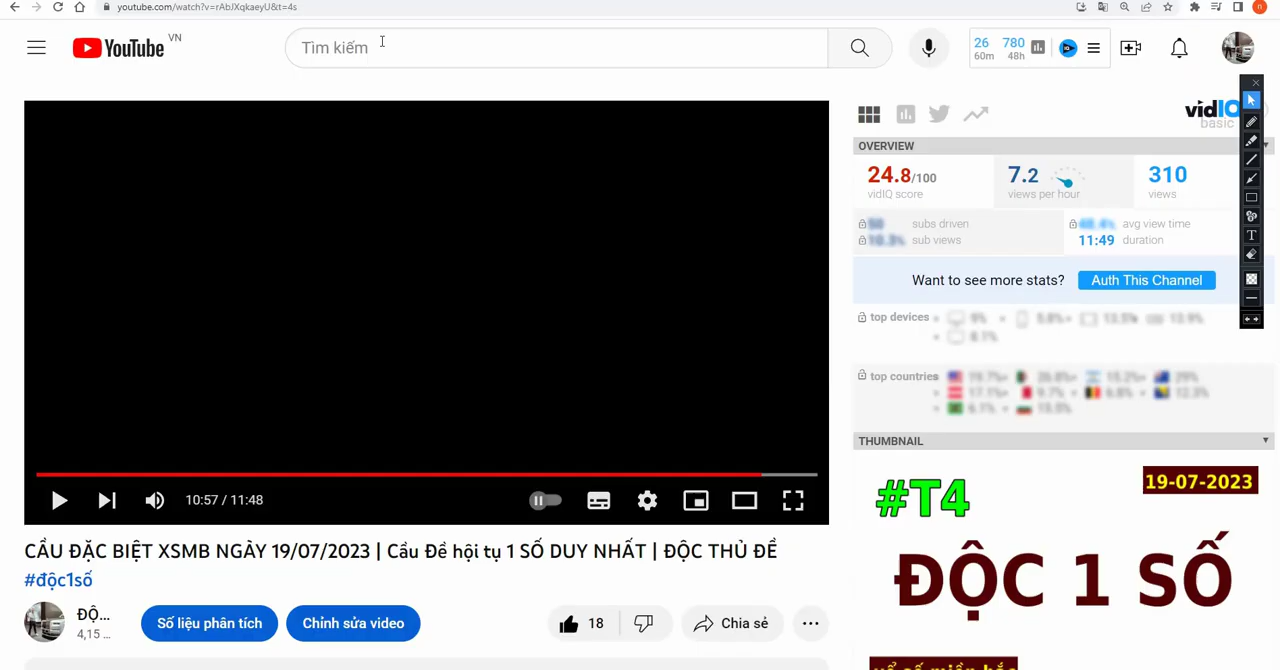 youtube.com/watch?v=rAbJXqkaeyU&t=4s
n
YouTube VN
Tìm kiếm
26 780
60m 48h
IQ
vidIQ
basic
OVERVIEW
24.8/100 7.2 310
vidIQ score views per hour views
subs driven avg view time
sub views 11:49 duration
Want to see more stats? Auth This Channel
top devices
top countries
THUMBNAIL
#T4 19-07-2023
ĐỘC 1 SỐ
xổ số miền bắc
10:57 / 11:48
CẦU ĐẶC BIỆT XSMB NGÀY 19/07/2023 | Cầu Đề hội tụ 1 SỐ DUY NHẤT | ĐỘC THỦ ĐỀ
#độc1số
ĐỘ...
4,15 ...
Số liệu phân tích
Chỉnh sửa video
18
Chia sẻ
T